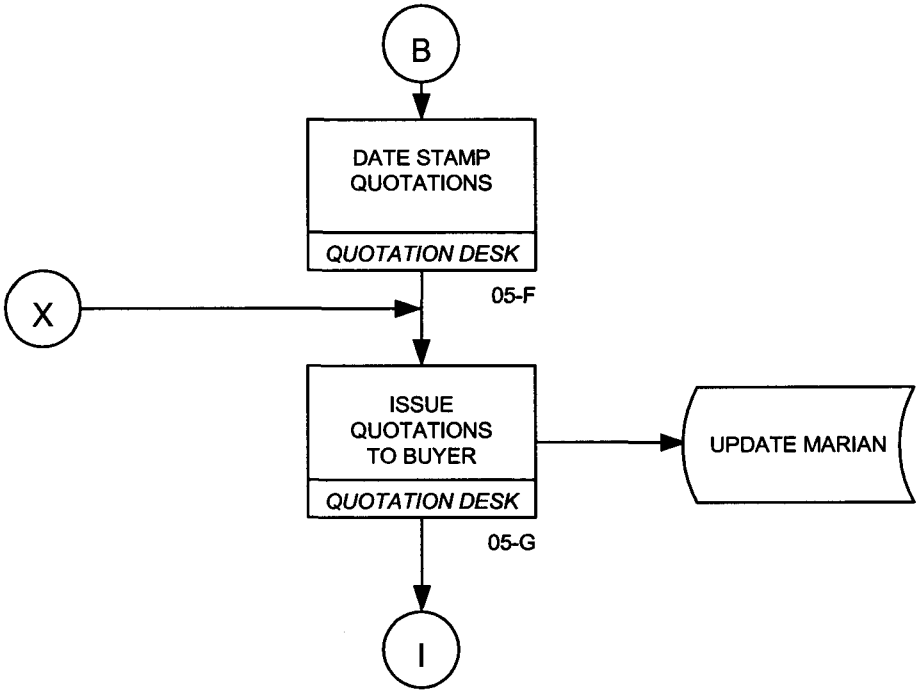 B
DATE STAMP
QUOTATIONS
QUOTATION DESK
05-F
X
ISSUE
QUOTATIONS
TO BUYER
QUOTATION DESK
05-G
UPDATE MARIAN
I